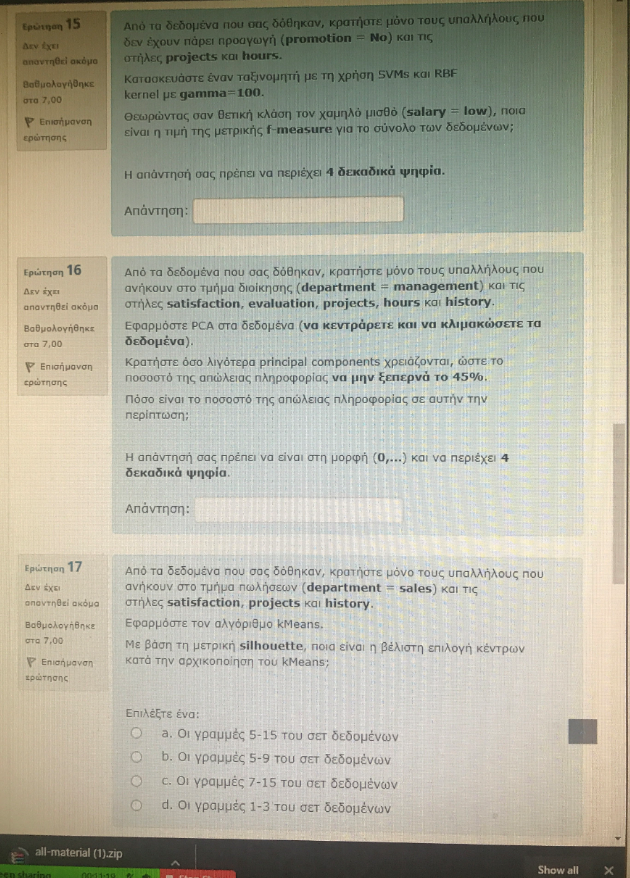 Ερώτηση 15
Δεν έχει
απαντηθεί ακόμα
Βαθμολογήθηκε
στα 7,00
Επισήμανση
ερώτησης
Από τα δεδομένα που σας δόθηκαν, κρατήστε μόνο τους υπαλλήλους που
δεν έχουν πάρει προαγωγή (promotion = No) και τις
στήλες projects και hours.
Κατασκευάστε έναν ταξινομητή με τη χρήση SVMs και RBF
kernel με gamma=100.
Θεωρώντας σαν θετική κλάση τον χαμηλό μισθό (salary = low), ποια
είναι η τιμή της μετρικής f-measure για το σύνολο των δεδομένων;
Η απάντησή σας πρέπει να περιέχει 4 δεκαδικά ψηφία.
Απάντηση:
Ερώτηση 16
Δεν έχει
απαντηθεί ακόμα
Βαθμολογήθηκε
στα 7,00
Επισήμανση
ερώτησης
Από τα δεδομένα που σας δόθηκαν, κρατήστε μόνο τους υπαλλήλους που
ανήκουν στο τμήμα διοίκησης (department = management) και τις
στήλες satisfaction, evaluation, projects, hours και history.
Εφαρμόστε PCA στα δεδομένα (να κεντράρετε και να κλιμακώσετε τα
δεδομένα).
Κρατήστε όσο λιγότερα principal components χρειάζονται, ώστε το
ποσοστό της απώλειας πληροφορίας να μην ξεπερνά το 45%.
Πόσο είναι το ποσοστό της απώλειας πληροφορίας σε αυτήν την
περίπτωση;
Η απάντησή σας πρέπει να είναι στη μορφή (0,...) και να περιέχει 4
δεκαδικά ψηφία.
Απάντηση:
Ερώτηση 17
Δεν έχει
απαντηθεί ακόμα
Βαθμολογήθηκε
στα 7,00
Επισήμανση
ερώτησης
Από τα δεδομένα που σας δόθηκαν, κρατήστε μόνο τους υπαλλήλους που
ανήκουν στο τμήμα πωλήσεων (department = sales) και τις
στήλες satisfaction, projects και history.
Εφαρμόστε τον αλγόριθμο kMeans.
Με βάση τη μετρική silhouette, ποια είναι η βέλτιστη επιλογή κέντρων
κατά την αρχικοποίηση του kMeans;
Επιλέξτε ένα:
a. Οι γραμμές 5-15 του σετ δεδομένων
b. Οι γραμμές 5-9 του σετ δεδομένων
c. Οι γραμμές 7-15 του σετ δεδομένων
d. Οι γραμμές 1-3 του σετ δεδομένων
all-material (1).zip
Show all